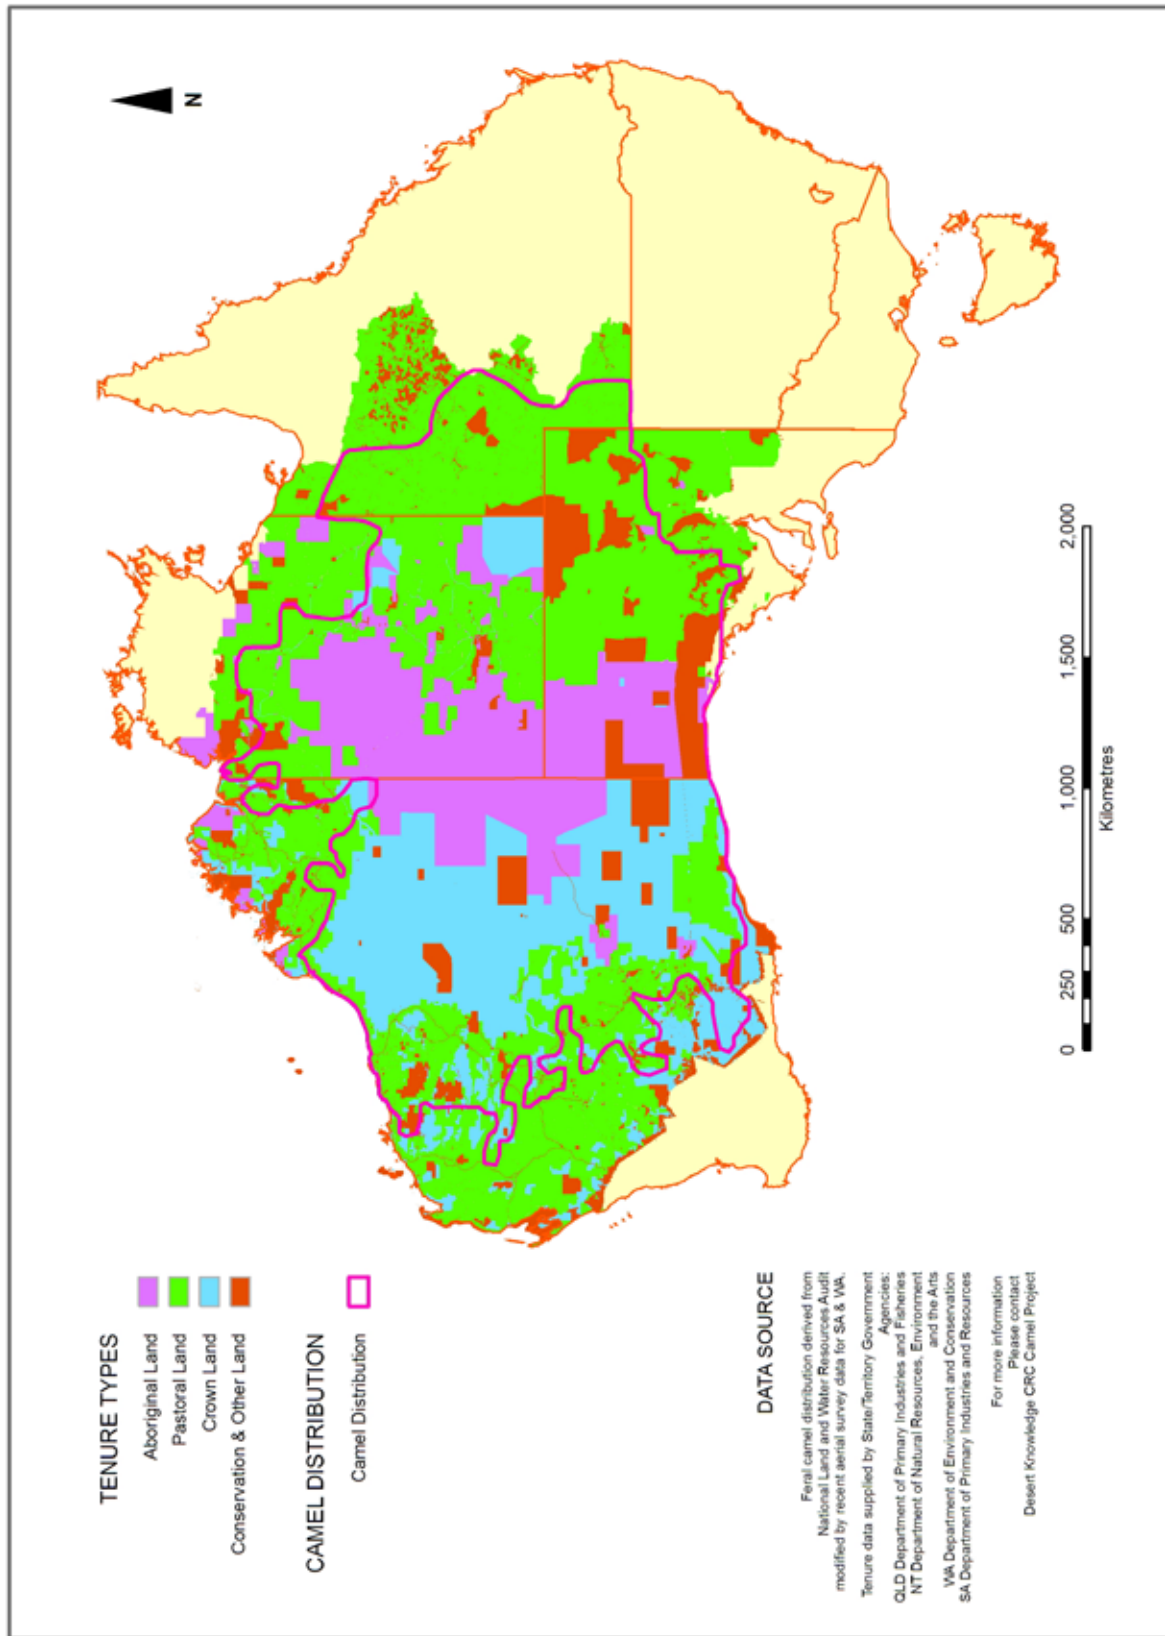 N
TENURE TYPES
Aboriginal Land
Pastoral Land
Crown Land
Conservation & Other Land
CAMEL DISTRIBUTION
Camel Distribution
DATA SOURCE
Feral camel distribution derived from
National Land and Water Resources Audit
modified by recent aerial survey data for SA & WA.
Tenure data supplied by State/Territory Government
Agencies:
QLD Department of Primary Industries and Fisheries
NT Department of Natural Resources, Environment
and the Arts
WA Department of Environment and Conservation
SA Department of Primary Industries and Resources
For more information
Please contact
Desert Knowledge CRC Camel Project
0 250 500 1,000 1,500 2,000
Kilometres